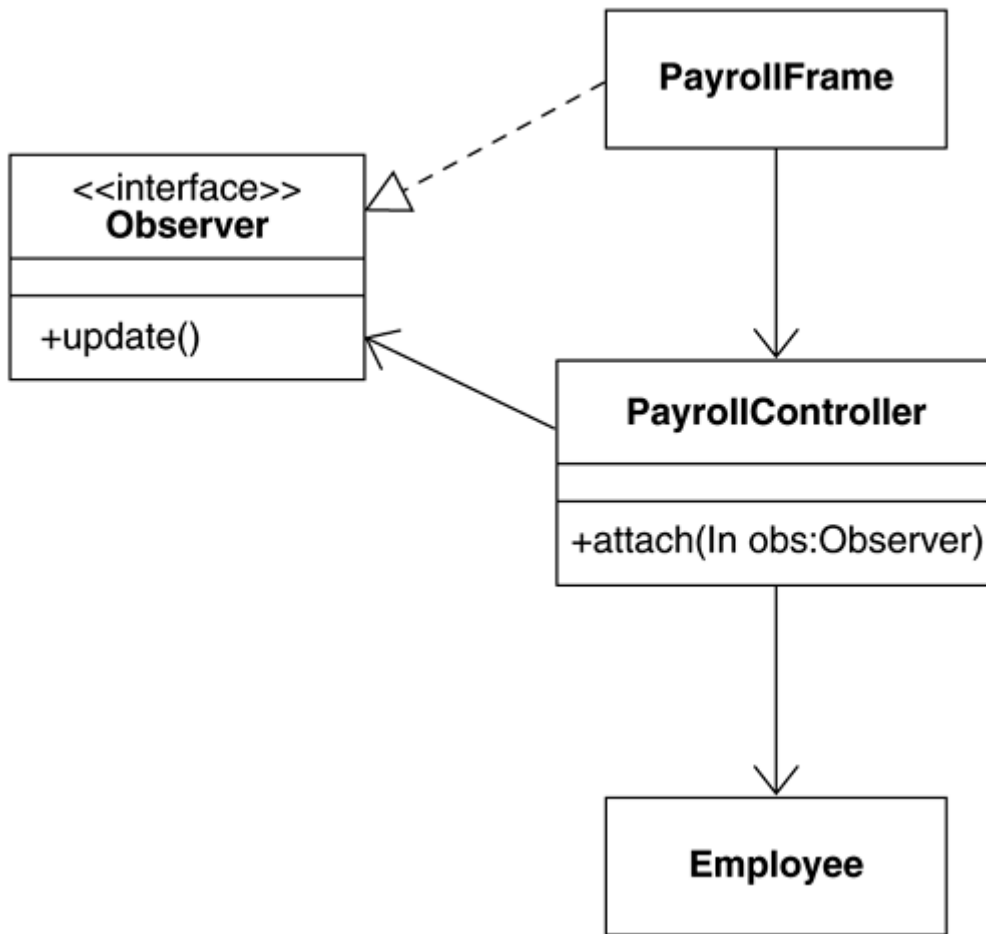 PayrollFrame
<<interface>>
Observer
+update()
PayrollController
+attach(In obs:Observer)
Employee